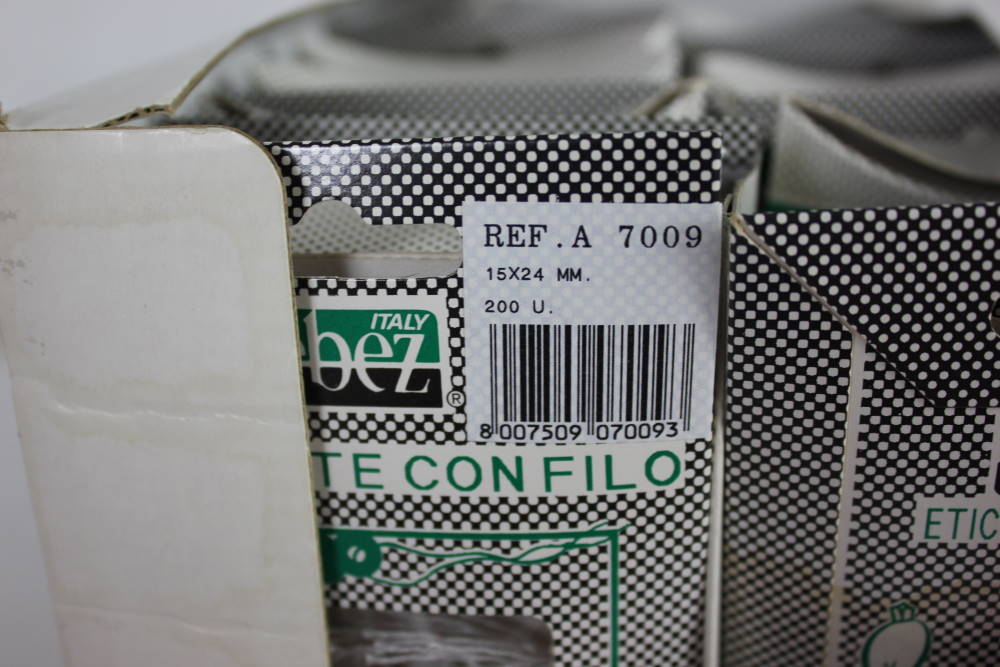 REF.A 7009
15X24 MM.
200 U.
ITALY
bez
®
8 007509 070093
TE CON FILO
ETIC